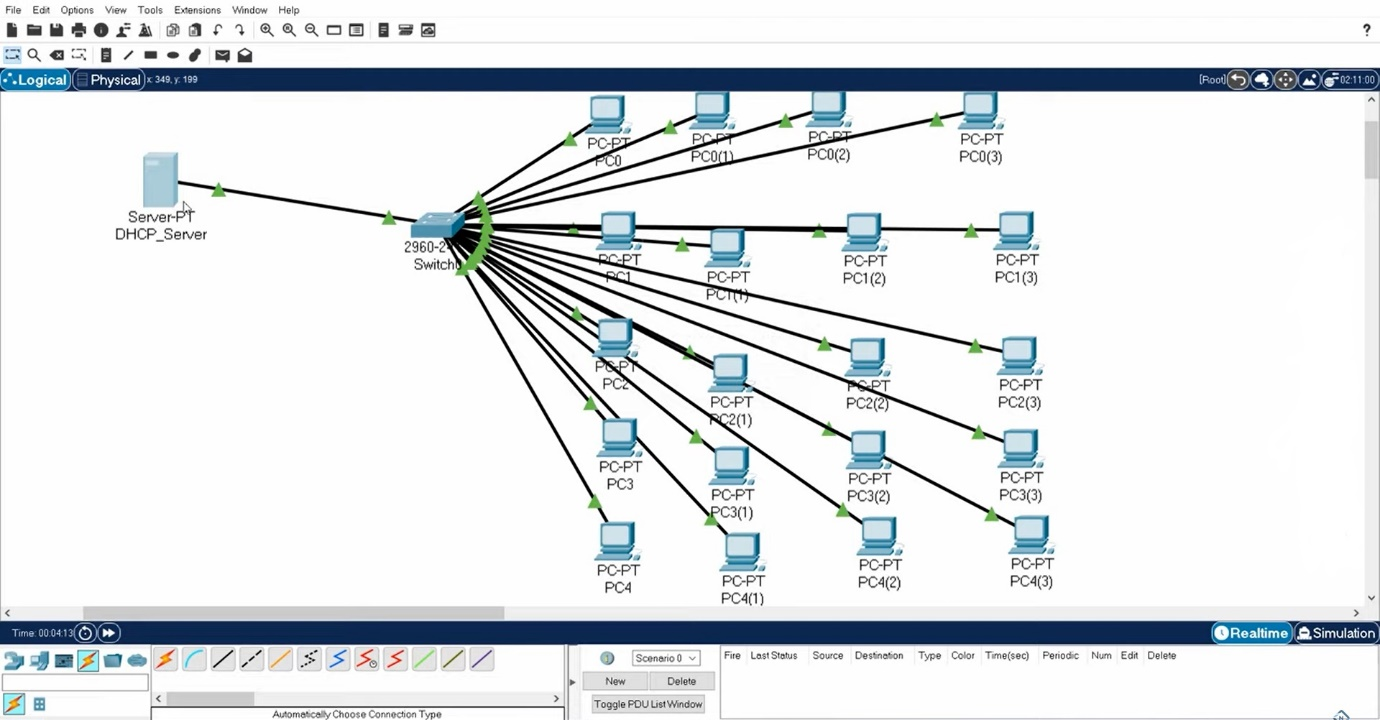 File Edit Options View Tools Extensions Window Help
?
Logical Physical x: 349, y: 199 [Root] 02:11:00
PC-PT
PC0
PC-PT
PC0(1)
PC-PT
PC0(2)
PC-PT
PC0(3)
Server-PT
DHCP_Server
2960-24
Switch0
PC-PT
PC1
PC-PT
PC1(1)
PC-PT
PC1(2)
PC-PT
PC1(3)
PC-PT
PC2
PC-PT
PC2(1)
PC-PT
PC2(2)
PC-PT
PC2(3)
PC-PT
PC3
PC-PT
PC3(1)
PC-PT
PC3(2)
PC-PT
PC3(3)
PC-PT
PC4
PC-PT
PC4(1)
PC-PT
PC4(2)
PC-PT
PC4(3)
Time: 00:04:13 Realtime Simulation
Scenario 0
New Delete
Toggle PDU List Window
Fire Last Status Source Destination Type Color Time(sec) Periodic Num Edit Delete
Automatically Choose Connection Type